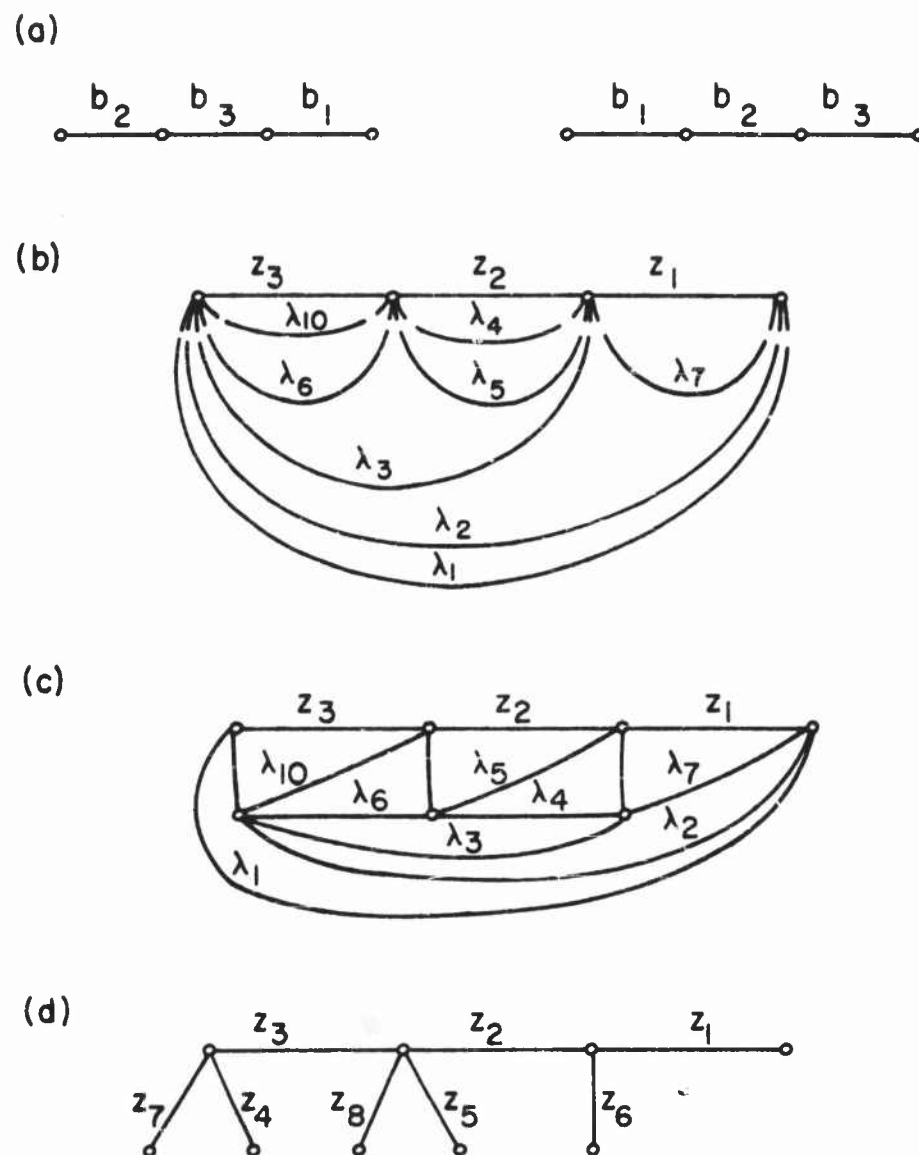 (a)
b₂ b₃ b₁ b₁ b₂ b₃
(b)
z₃ z₂ z₁
λ₁₀ λ₄
λ₆ λ₅ λ₇
λ₃
λ₂
λ₁
(c)
z₃ z₂ z₁
λ₁₀ λ₅ λ₇
λ₆ λ₄
λ₃ λ₂
λ₁
(d)
z₃ z₂ z₁
z₇ z₄ z₈ z₅ z₆